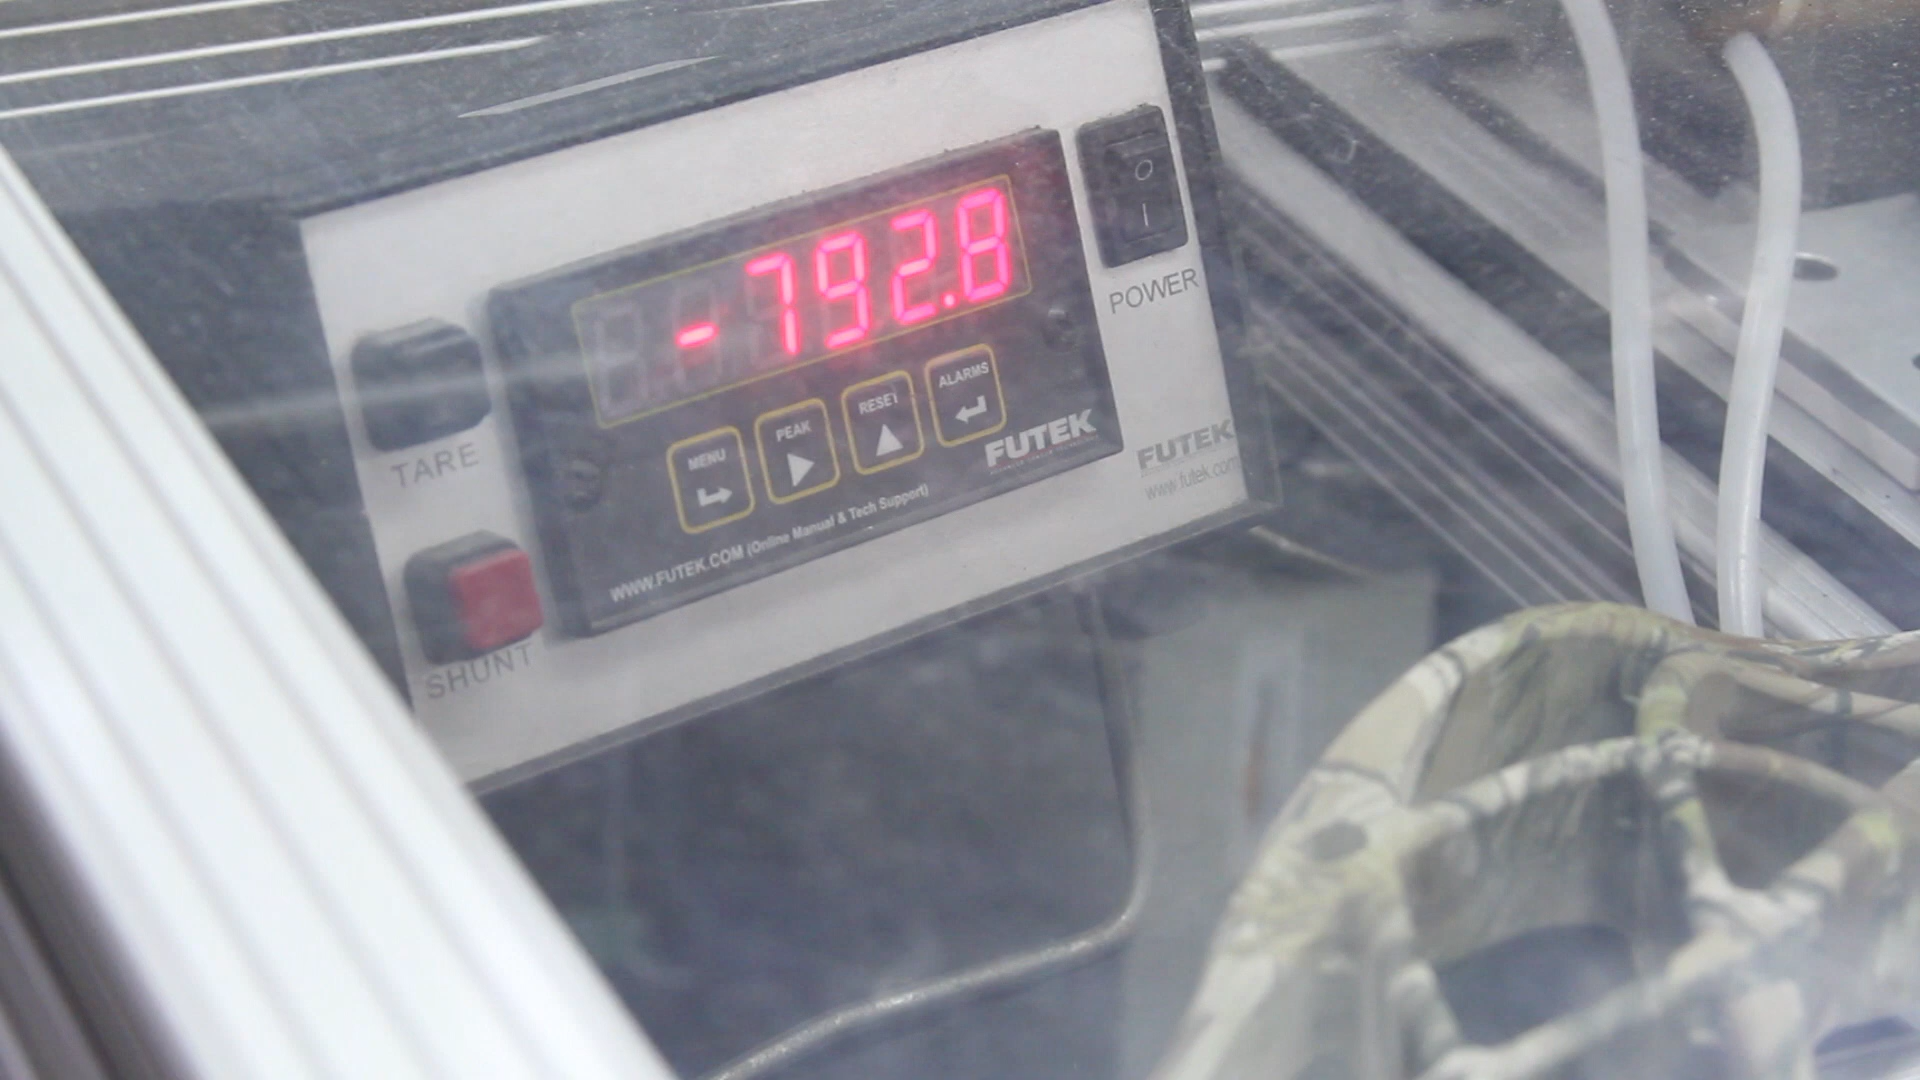 -792.8
O
I
POWER
TARE
MENU
PEAK
RESET
ALARMS
FUTEK
WWW.FUTEK.COM (Online Manual & Tech Support)
FUTEK
www.futek.com
SHUNT